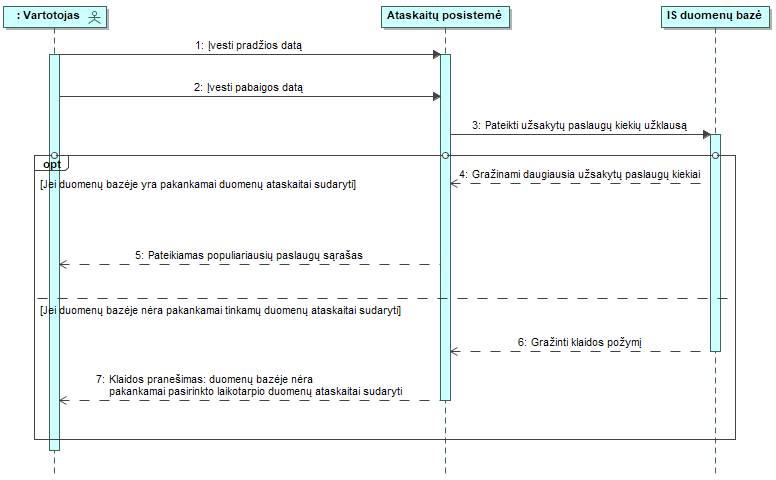 : Vartotojas
Ataskaitų posistemė
IS duomenų bazė
1: Įvesti pradžios datą
2: Įvesti pabaigos datą
3: Pateikti užsakytų paslaugų kiekių užklausą
opt
[Jei duomenų bazėje yra pakankamai duomenų ataskaitai sudaryti]
4: Gražinami daugiausia užsakytų paslaugų kiekiai
5: Pateikiamas populiariausių paslaugų sąrašas
[Jei duomenų bazėje nėra pakankamai tinkamų duomenų ataskaitai sudaryti]
6: Gražinti klaidos požymį
7: Klaidos pranešimas: duomenų bazėje nėra
pakankamai pasirinkto laikotarpio duomenų ataskaitai sudaryti